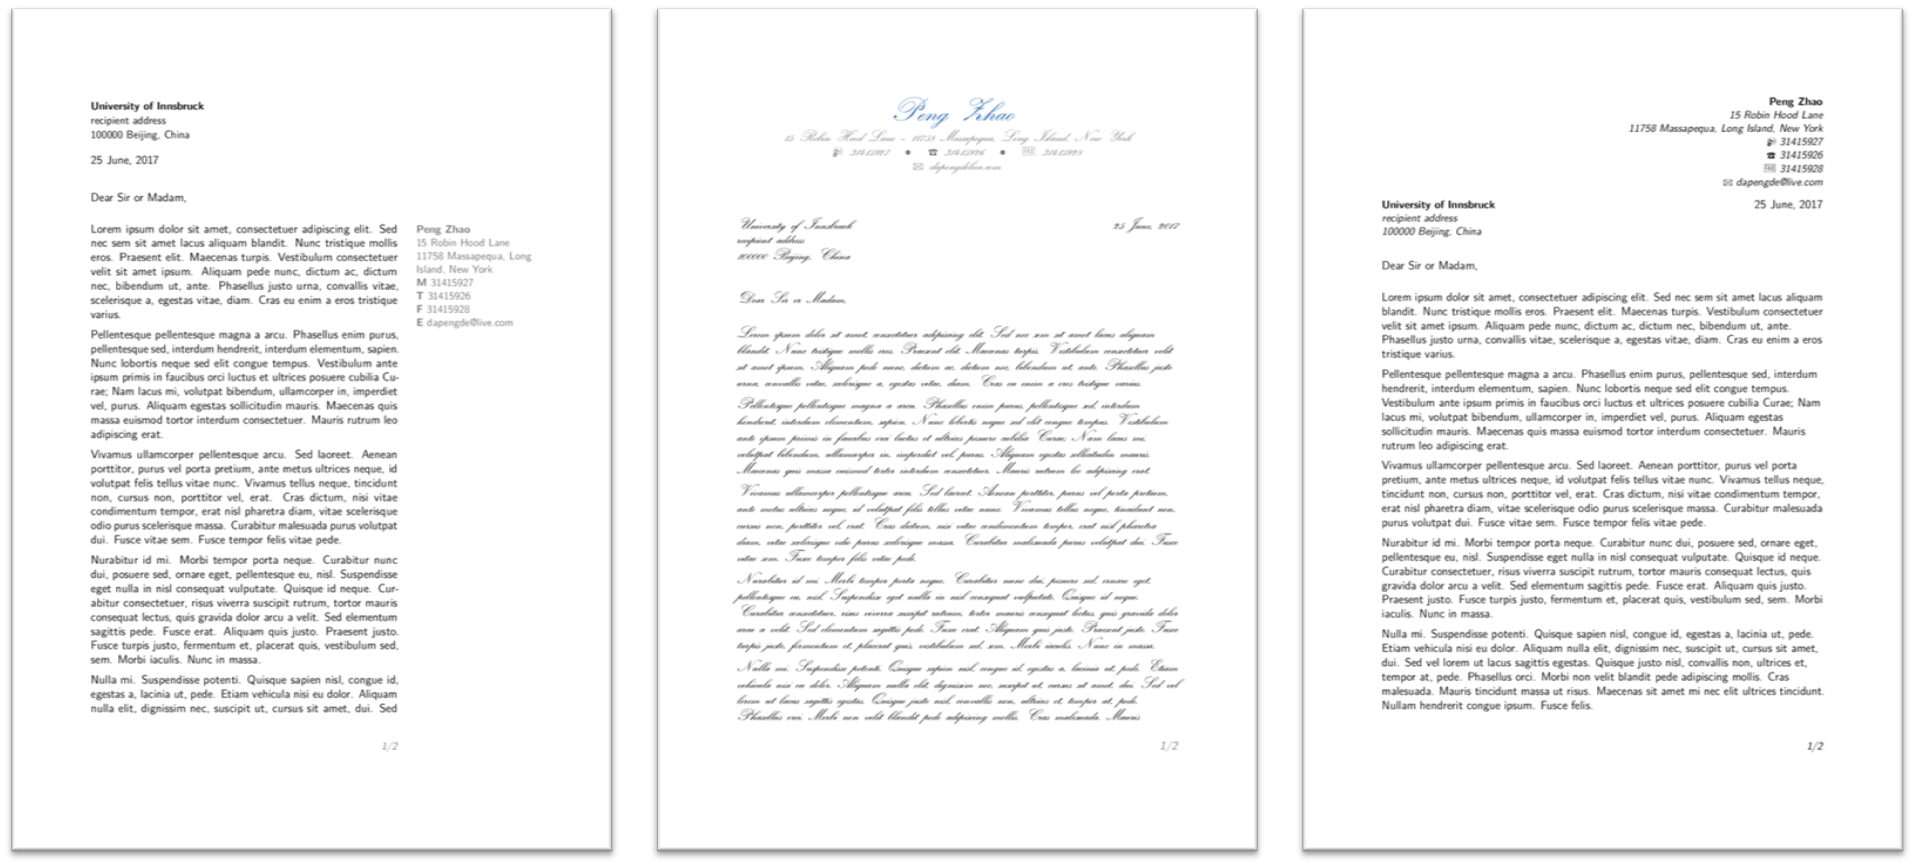 University of Innsbruck
recipient address
100000 Beijing, China
25 June, 2017
Dear Sir or Madam,
Lorem ipsum dolor sit amet, consectetuer adipiscing elit. Sed
nec sem sit amet lacus aliquam blandit. Nunc tristique mollis
eros. Praesent elit. Maecenas turpis. Vestibulum consectetuer
velit sit amet ipsum. Aliquam pede nunc, dictum ac, dictum
nec, bibendum ut, ante. Phasellus justo urna, convallis vitae,
scelerisque a, egestas vitae, diam. Cras eu enim a eros tristique
varius.
Pellentesque pellentesque magna a arcu. Phasellus enim purus,
pellentesque sed, interdum hendrerit, interdum elementum, sapien.
Nunc lobortis neque sed elit congue tempus. Vestibulum ante
ipsum primis in faucibus orci luctus et ultrices posuere cubilia Cu-
rae; Nam lacus mi, volutpat bibendum, ullamcorper in, imperdiet
vel, purus. Aliquam egestas sollicitudin mauris. Maecenas quis
massa euismod tortor interdum consectetuer. Mauris rutrum leo
adipiscing erat.
Vivamus ullamcorper pellentesque arcu. Sed laoreet. Aenean
porttitor, purus vel porta pretium, ante metus ultrices neque, id
volutpat felis tellus vitae nunc. Vivamus tellus neque, tincidunt
non, cursus non, porttitor vel, erat. Cras dictum, nisi vitae
condimentum tempor, erat nisl pharetra diam, vitae scelerisque
odio purus scelerisque massa. Curabitur malesuada purus volutpat
dui. Fusce vitae sem. Fusce tempor felis vitae pede.
Nurabitur id mi. Morbi tempor porta neque. Curabitur nunc
dui, posuere sed, ornare eget, pellentesque eu, nisl. Suspendisse
eget nulla in nisl consequat vulputate. Quisque id neque. Cur-
abitur consectetuer, risus viverra suscipit rutrum, tortor mauris
consequat lectus, quis gravida dolor arcu a velit. Sed elementum
sagittis pede. Fusce erat. Aliquam quis justo. Praesent justo.
Fusce turpis justo, fermentum et, placerat quis, vestibulum sed,
sem. Morbi iaculis. Nunc in massa.
Nulla mi. Suspendisse potenti. Quisque sapien nisl, congue id,
egestas a, lacinia ut, pede. Etiam vehicula nisi eu dolor. Aliquam
nulla elit, dignissim nec, suscipit ut, cursus sit amet, dui. Sed
Peng Zhao
15 Robin Hood Lane
11758 Massapequa, Long
Island, New York
M 31415927
T 31415926
F 31415928
E dapengde@live.com
1/2
Peng Zhao
15 Robin Hood Lane – 11758 Massapequa, Long Island, New York
31415927 • ☎ 31415926 • FAX 31415928
✉ dapengde@live.com
University of Innsbruck
25 June, 2017
recipient address
100000 Beijing, China
Dear Sir or Madam,
Lorem ipsum dolor sit amet, consectetuer adipiscing elit. Sed nec sem sit amet lacus aliquam
blandit. Nunc tristique mollis eros. Praesent elit. Maecenas turpis. Vestibulum consectetuer velit
sit amet ipsum. Aliquam pede nunc, dictum ac, dictum nec, bibendum ut, ante. Phasellus justo
urna, convallis vitae, scelerisque a, egestas vitae, diam. Cras eu enim a eros tristique varius.
Pellentesque pellentesque magna a arcu. Phasellus enim purus, pellentesque sed, interdum
hendrerit, interdum elementum, sapien. Nunc lobortis neque sed elit congue tempus. Vestibulum
ante ipsum primis in faucibus orci luctus et ultrices posuere cubilia Curae; Nam lacus mi,
volutpat bibendum, ullamcorper in, imperdiet vel, purus. Aliquam egestas sollicitudin mauris.
Maecenas quis massa euismod tortor interdum consectetuer. Mauris rutrum leo adipiscing erat.
Vivamus ullamcorper pellentesque arcu. Sed laoreet. Aenean porttitor, purus vel porta pretium,
ante metus ultrices neque, id volutpat felis tellus vitae nunc. Vivamus tellus neque, tincidunt non,
cursus non, porttitor vel, erat. Cras dictum, nisi vitae condimentum tempor, erat nisl pharetra
diam, vitae scelerisque odio purus scelerisque massa. Curabitur malesuada purus volutpat dui. Fusce
vitae sem. Fusce tempor felis vitae pede.
Nurabitur id mi. Morbi tempor porta neque. Curabitur nunc dui, posuere sed, ornare eget,
pellentesque eu, nisl. Suspendisse eget nulla in nisl consequat vulputate. Quisque id neque.
Curabitur consectetuer, risus viverra suscipit rutrum, tortor mauris consequat lectus, quis gravida dolor
arcu a velit. Sed elementum sagittis pede. Fusce erat. Aliquam quis justo. Praesent justo. Fusce
turpis justo, fermentum et, placerat quis, vestibulum sed, sem. Morbi iaculis. Nunc in massa.
Nulla mi. Suspendisse potenti. Quisque sapien nisl, congue id, egestas a, lacinia ut, pede. Etiam
vehicula nisi eu dolor. Aliquam nulla elit, dignissim nec, suscipit ut, cursus sit amet, dui. Sed vel
lorem ut lacus sagittis egestas. Quisque justo nisl, convallis non, ultrices et, tempor at, pede.
Phasellus orci. Morbi non velit blandit pede adipiscing mollis. Cras malesuada. Mauris
1/2
Peng Zhao
15 Robin Hood Lane
11758 Massapequa, Long Island, New York
31415927
☎ 31415926
FAX 31415928
✉ dapengde@live.com
University of Innsbruck
25 June, 2017
recipient address
100000 Beijing, China
Dear Sir or Madam,
Lorem ipsum dolor sit amet, consectetuer adipiscing elit. Sed nec sem sit amet lacus aliquam
blandit. Nunc tristique mollis eros. Praesent elit. Maecenas turpis. Vestibulum consectetuer
velit sit amet ipsum. Aliquam pede nunc, dictum ac, dictum nec, bibendum ut, ante.
Phasellus justo urna, convallis vitae, scelerisque a, egestas vitae, diam. Cras eu enim a eros
tristique varius.
Pellentesque pellentesque magna a arcu. Phasellus enim purus, pellentesque sed, interdum
hendrerit, interdum elementum, sapien. Nunc lobortis neque sed elit congue tempus.
Vestibulum ante ipsum primis in faucibus orci luctus et ultrices posuere cubilia Curae; Nam
lacus mi, volutpat bibendum, ullamcorper in, imperdiet vel, purus. Aliquam egestas
sollicitudin mauris. Maecenas quis massa euismod tortor interdum consectetuer. Mauris
rutrum leo adipiscing erat.
Vivamus ullamcorper pellentesque arcu. Sed laoreet. Aenean porttitor, purus vel porta
pretium, ante metus ultrices neque, id volutpat felis tellus vitae nunc. Vivamus tellus neque,
tincidunt non, cursus non, porttitor vel, erat. Cras dictum, nisi vitae condimentum tempor,
erat nisl pharetra diam, vitae scelerisque odio purus scelerisque massa. Curabitur malesuada
purus volutpat dui. Fusce vitae sem. Fusce tempor felis vitae pede.
Nurabitur id mi. Morbi tempor porta neque. Curabitur nunc dui, posuere sed, ornare eget,
pellentesque eu, nisl. Suspendisse eget nulla in nisl consequat vulputate. Quisque id neque.
Curabitur consectetuer, risus viverra suscipit rutrum, tortor mauris consequat lectus, quis
gravida dolor arcu a velit. Sed elementum sagittis pede. Fusce erat. Aliquam quis justo.
Praesent justo. Fusce turpis justo, fermentum et, placerat quis, vestibulum sed, sem. Morbi
iaculis. Nunc in massa.
Nulla mi. Suspendisse potenti. Quisque sapien nisl, congue id, egestas a, lacinia ut, pede.
Etiam vehicula nisi eu dolor. Aliquam nulla elit, dignissim nec, suscipit ut, cursus sit amet,
dui. Sed vel lorem ut lacus sagittis egestas. Quisque justo nisl, convallis non, ultrices et,
tempor at, pede. Phasellus orci. Morbi non velit blandit pede adipiscing mollis. Cras
malesuada. Mauris tincidunt massa ut risus. Maecenas sit amet mi nec elit ultrices tincidunt.
Nullam hendrerit congue ipsum. Fusce felis.
1/2